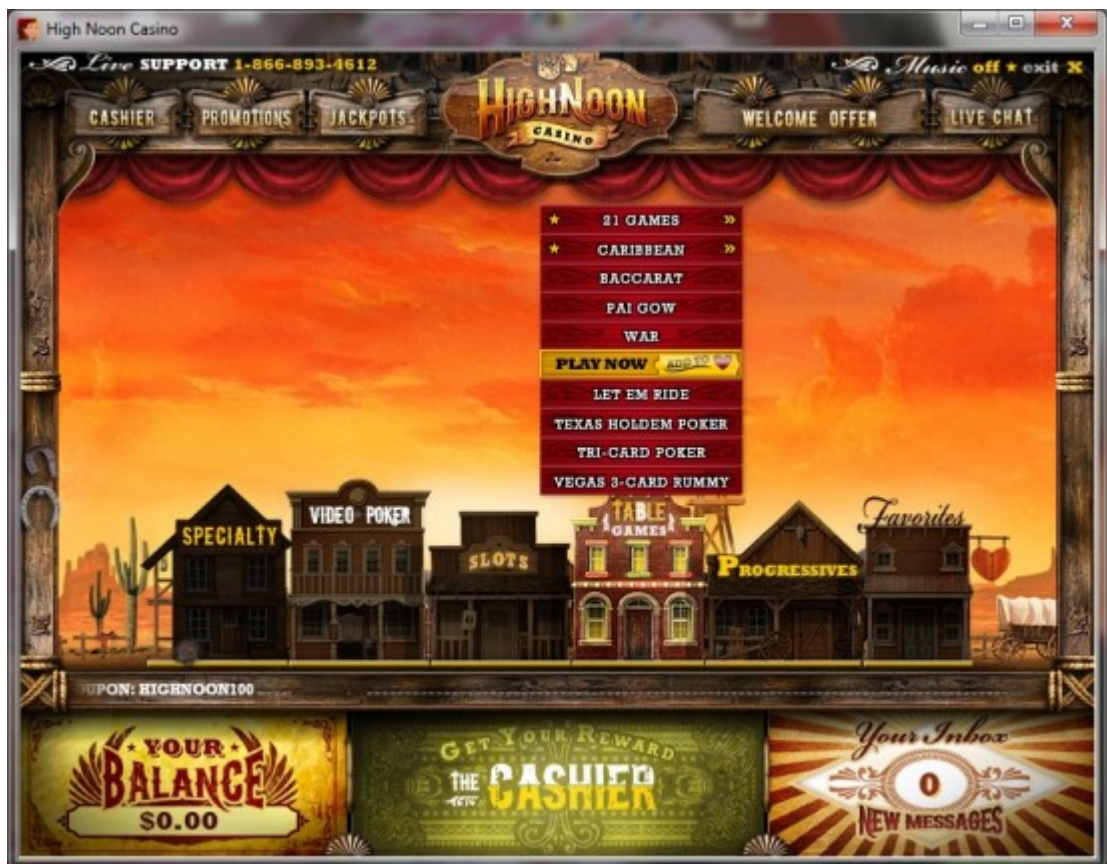 High Noon Casino
Live SUPPORT 1-866-893-4612
Music off ★ exit X
CASHIER
PROMOTIONS
JACKPOTS
HIGHNOON
CASINO
WELCOME OFFER
LIVE CHAT
★ 21 GAMES »
★ CARIBBEAN »
BACCARAT
PAI GOW
WAR
PLAY NOW ADD TO
LET EM RIDE
TEXAS HOLDEM POKER
TRI-CARD POKER
VEGAS 3-CARD RUMMY
SPECIALTY
VIDEO POKER
SLOTS
TABLE
GAMES
PROGRESSIVES
Favorites
UPON: HIGHNOON100
YOUR
BALANCE
$0.00
GET YOUR REWARD
THE CASHIER
Your Inbox
0
NEW MESSAGES